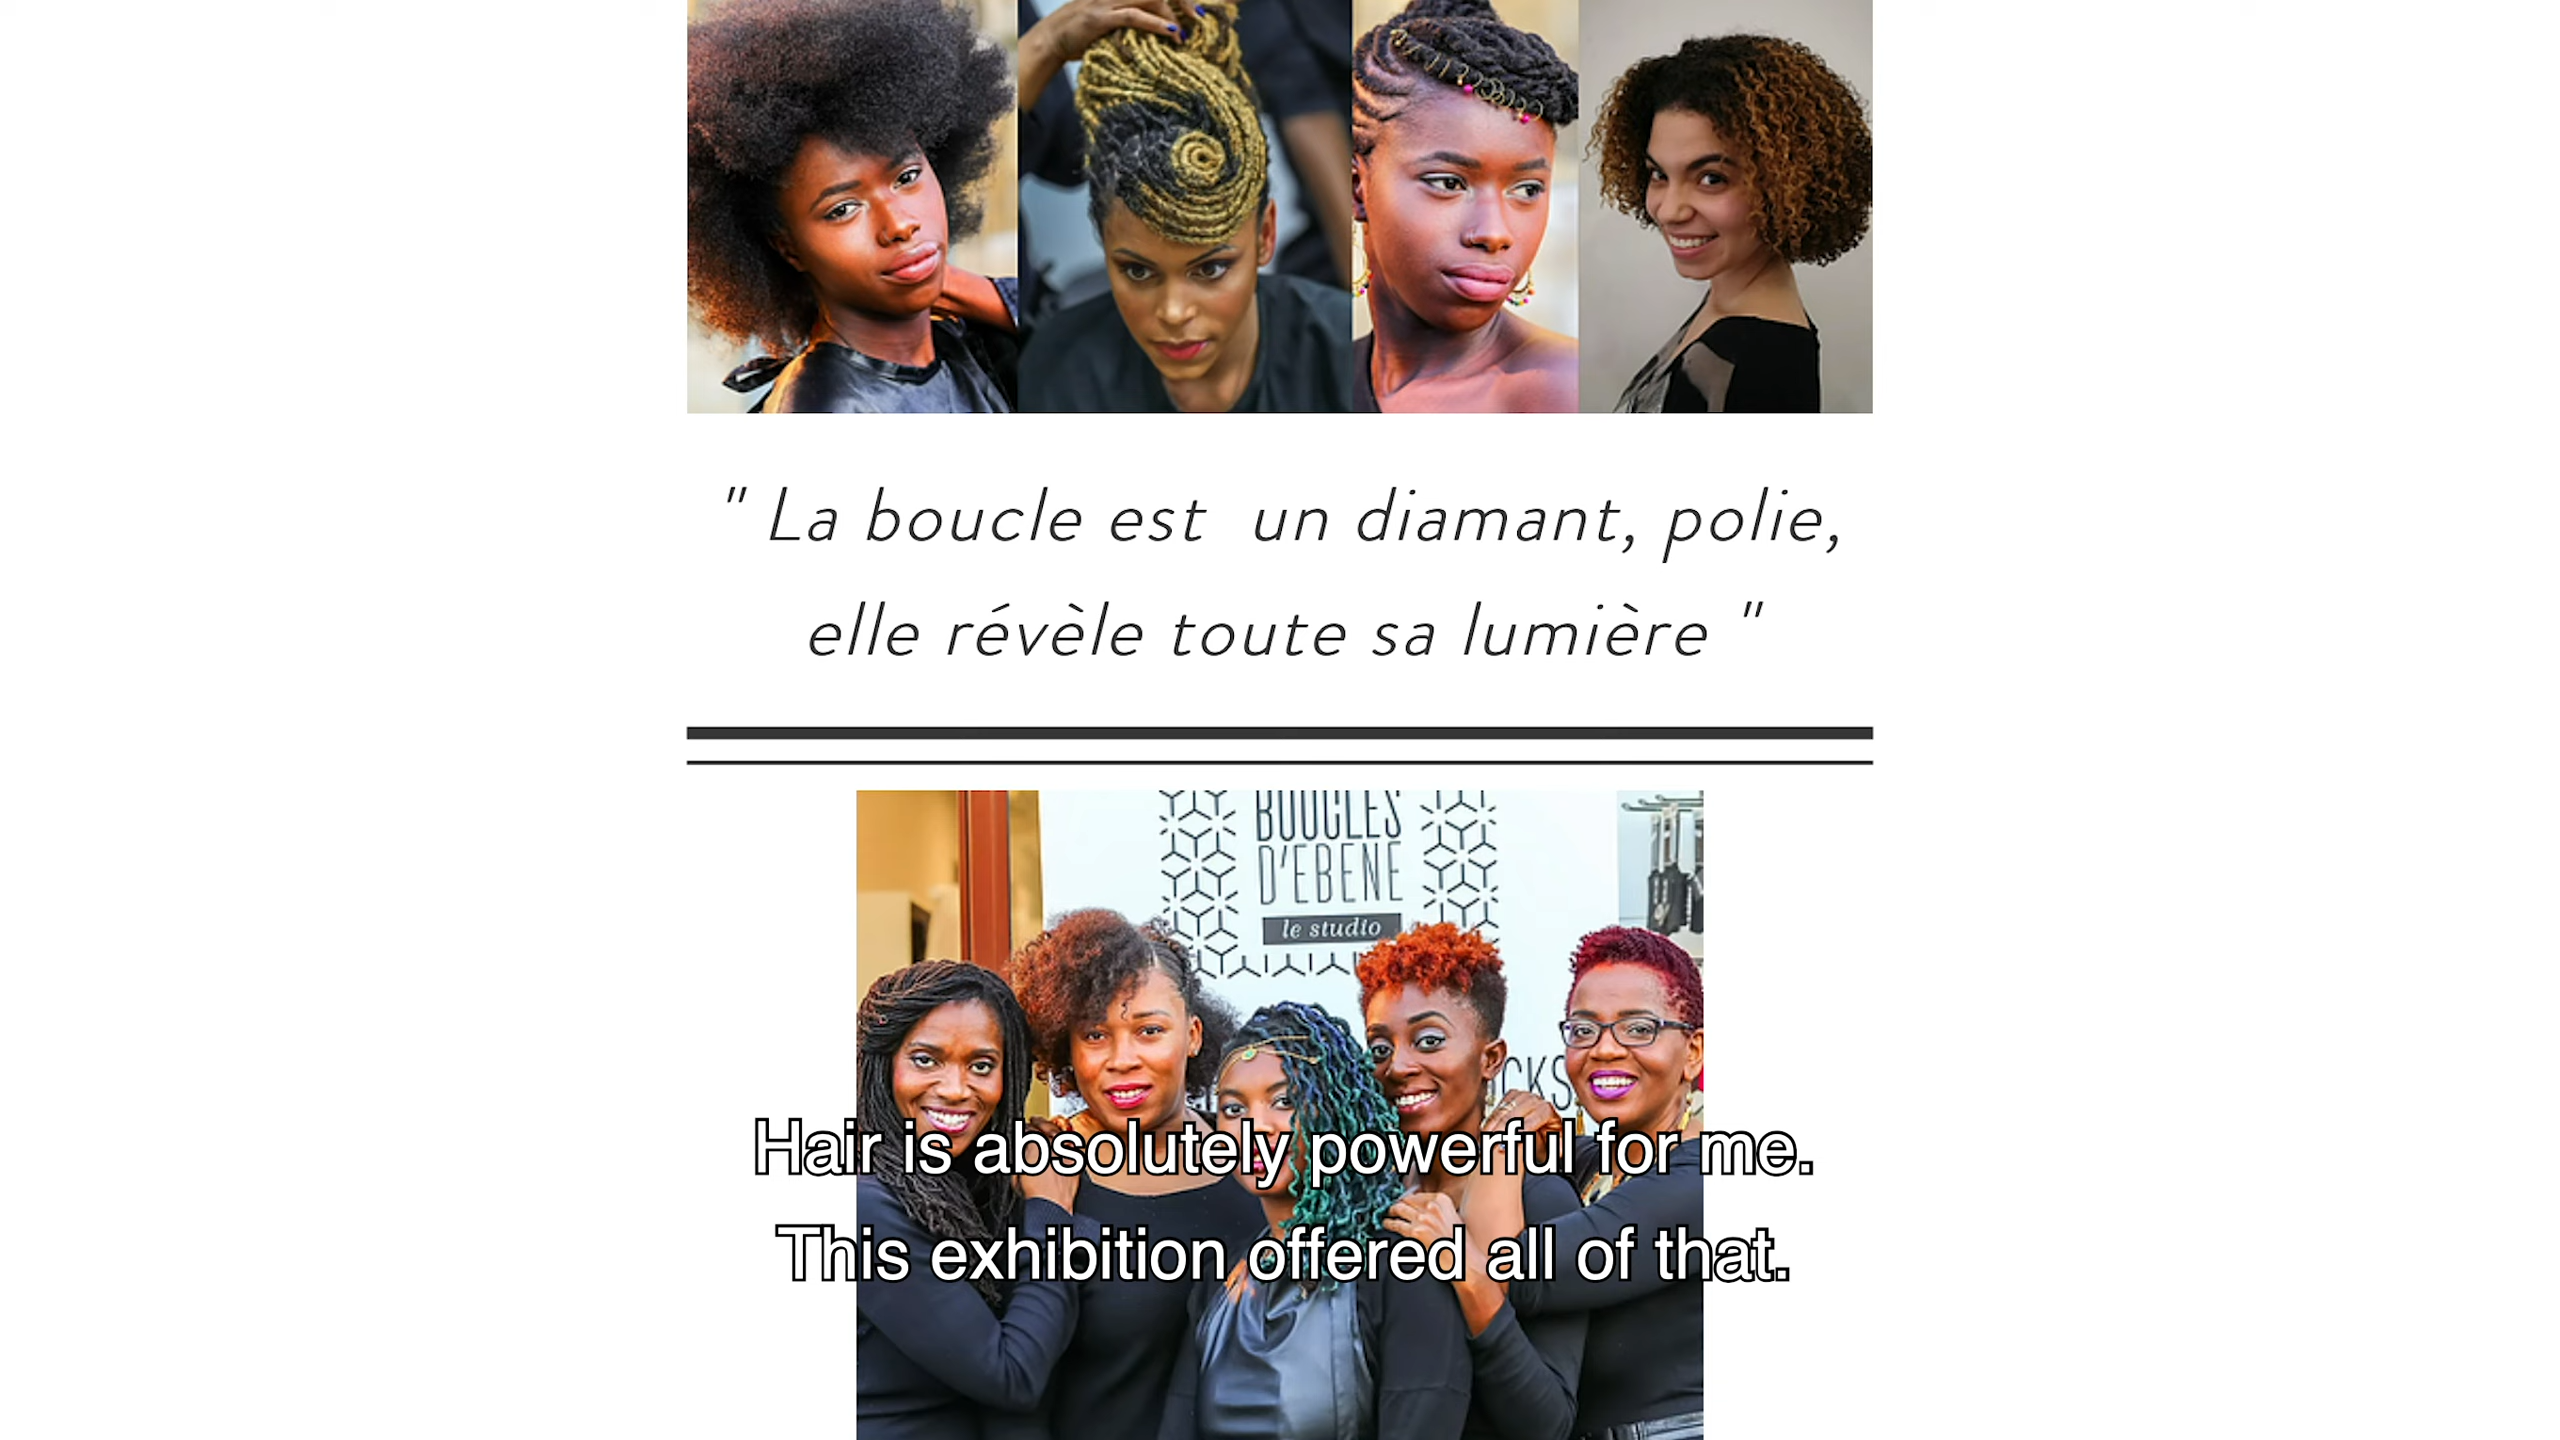 " La boucle est un diamant, polie,
elle révèle toute sa lumière "
BOUCLES
D'EBENE
le studio
CKS
Hair is absolutely powerful for me.
This exhibition offered all of that.